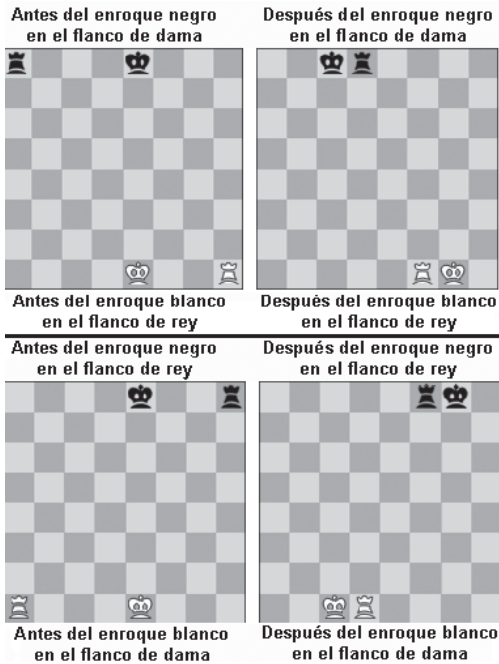 Antes del enroque negro
en el flanco de dama
Después del enroque negro
en el flanco de dama
Antes del enroque blanco
en el flanco de rey
Después del enroque blanco
en el flanco de rey
Antes del enroque negro
en el flanco de rey
Después del enroque negro
en el flanco de rey
Antes del enroque blanco
en el flanco de dama
Después del enroque blanco
en el flanco de dama